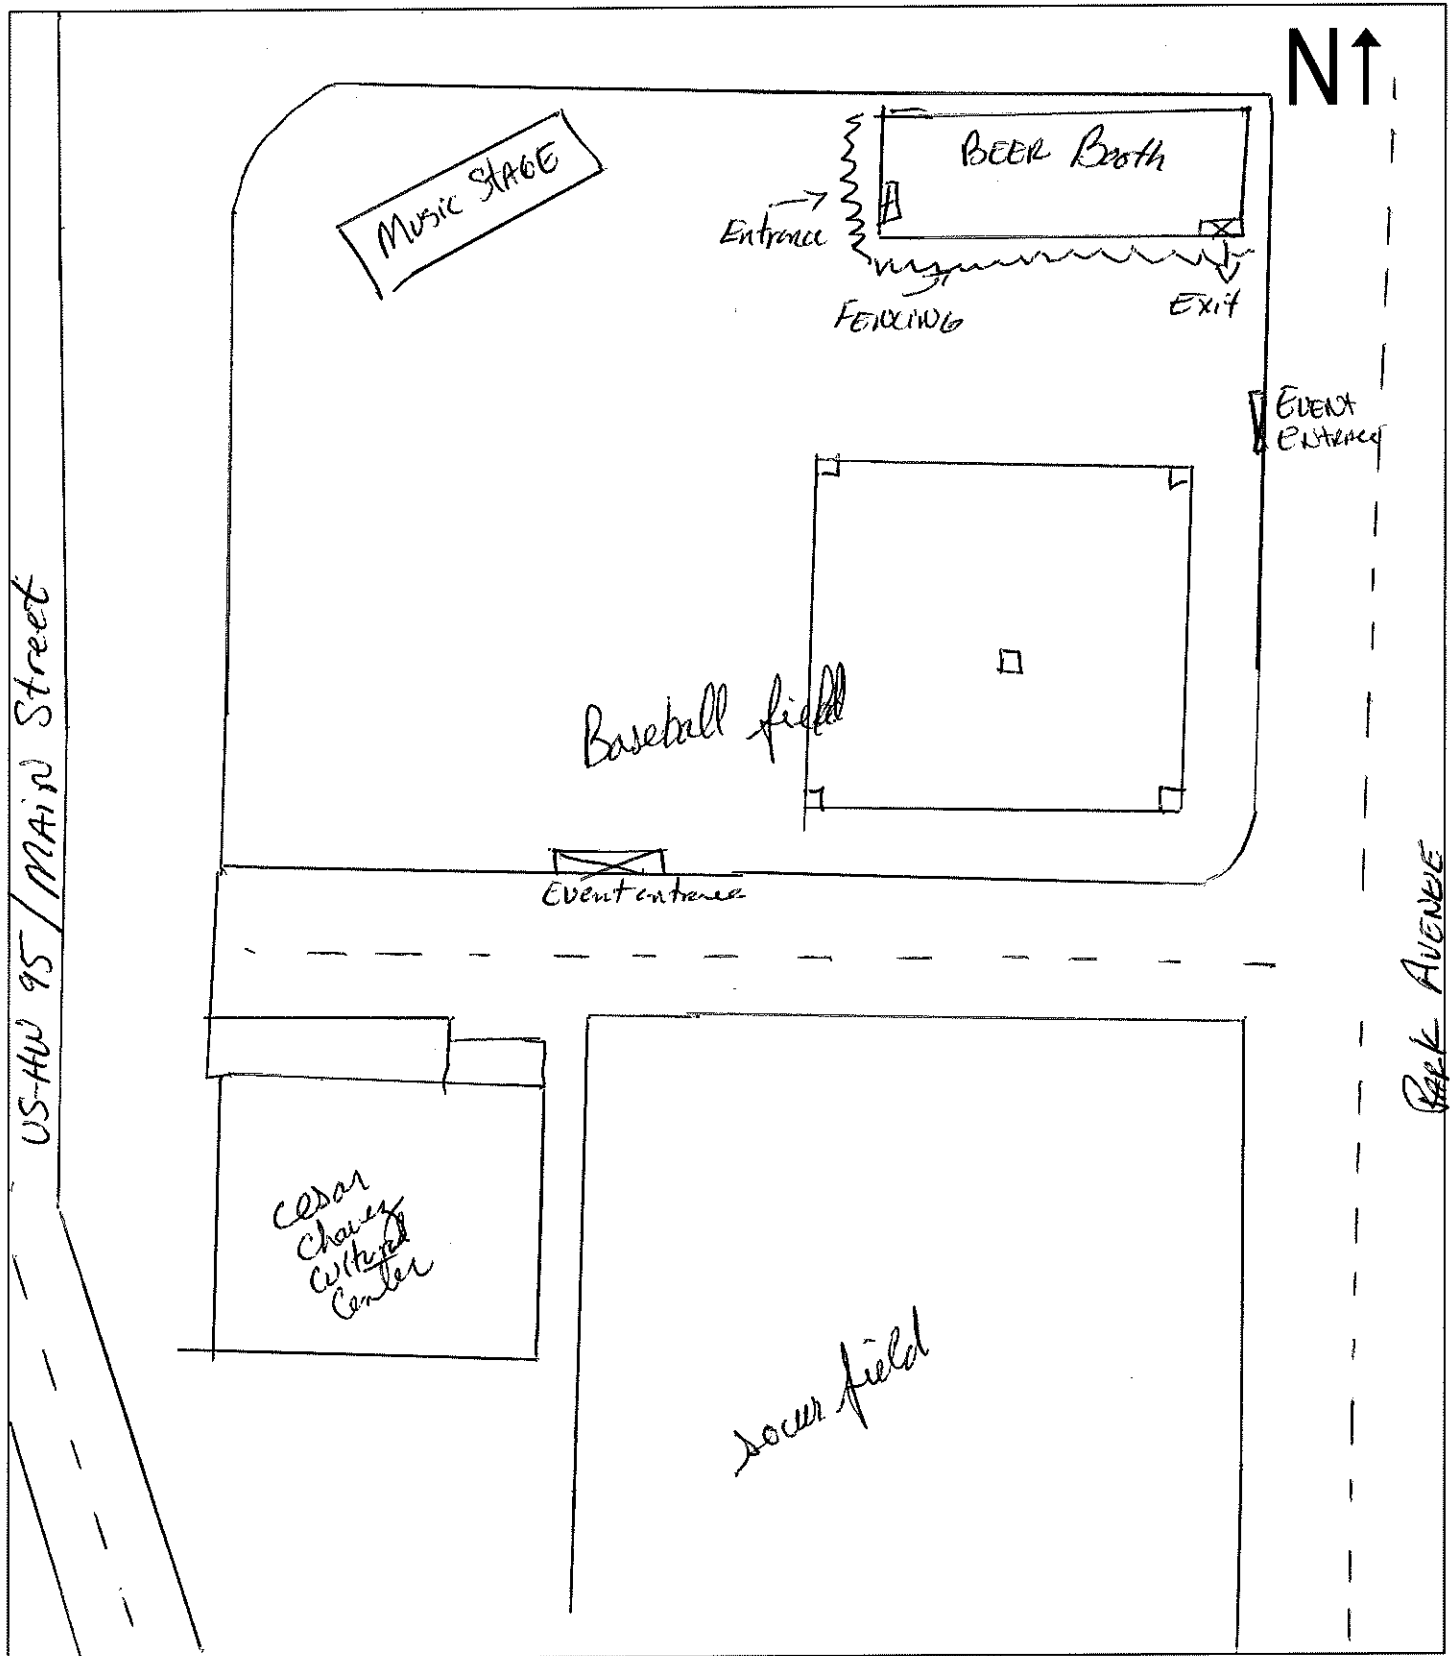 N
BEER Booth
Music STAGE
Entrance
FENCING
Exit
EVENT
ENTRANCE
US-HW 95/MAIN Street
Baseball field
Event entrance
PARK AVENUE
cesar
chavez
cultural
Center
soccer field